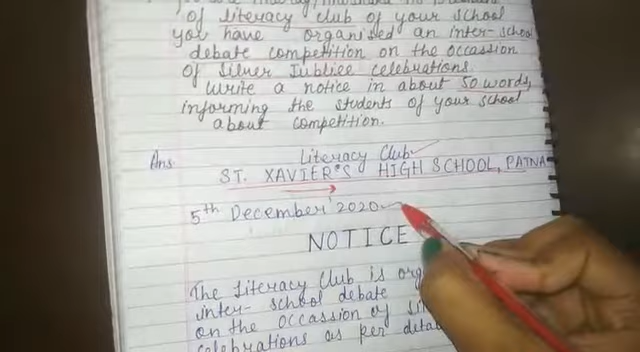 of literacy club of your school
you have organised an inter-school
debate competition on the occassion
of Silver Jubliee celebrations.
Write a notice in about 50 words,
informing the students of your school
about competition.
Ans.
Literacy Club
ST. XAVIER'S HIGH SCHOOL, PATNA
5th December 2020
NOTICE
The Literacy Club is
inter-school debate
on the occassion of
celebrations as per